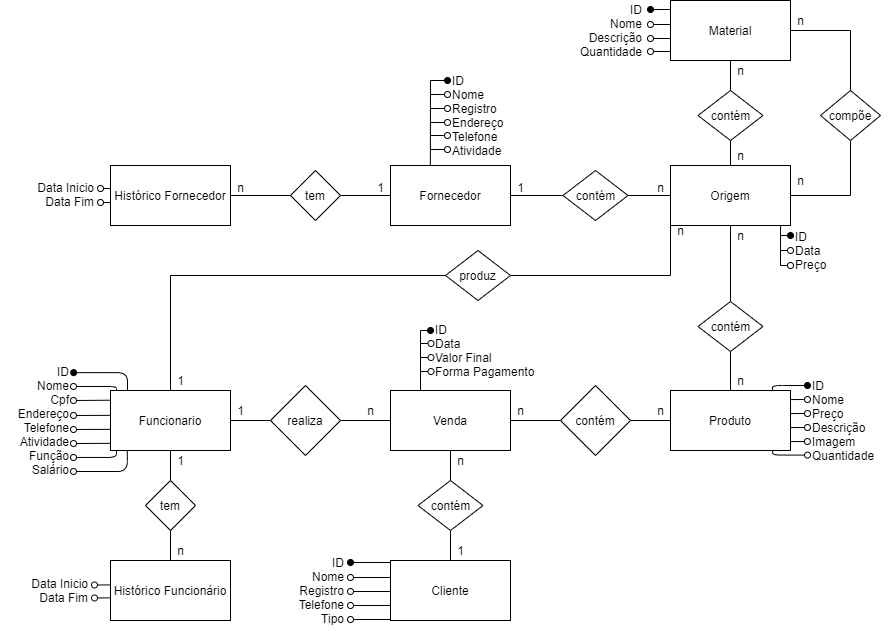 ID
Nome
Descrição
Quantidade
Material
n
n
contém
compõe
n
ID
Nome
Registro
Endereço
Telefone
Atividade
Data Inicio
Data Fim
Histórico Fornecedor
n
tem
1
Fornecedor
1
contém
n
Origem
n
n
n
ID
Data
Preço
produz
contém
1
n
ID
Data
Valor Final
Forma Pagamento
ID
Nome
Cpf
Endereço
Telefone
Atividade
Função
Salário
Funcionario
1
realiza
n
Venda
n
contém
n
Produto
ID
Nome
Preço
Descrição
Imagem
Quantidade
1
tem
n
n
contém
1
Data Inicio
Data Fim
Histórico Funcionário
ID
Nome
Registro
Telefone
Tipo
Cliente